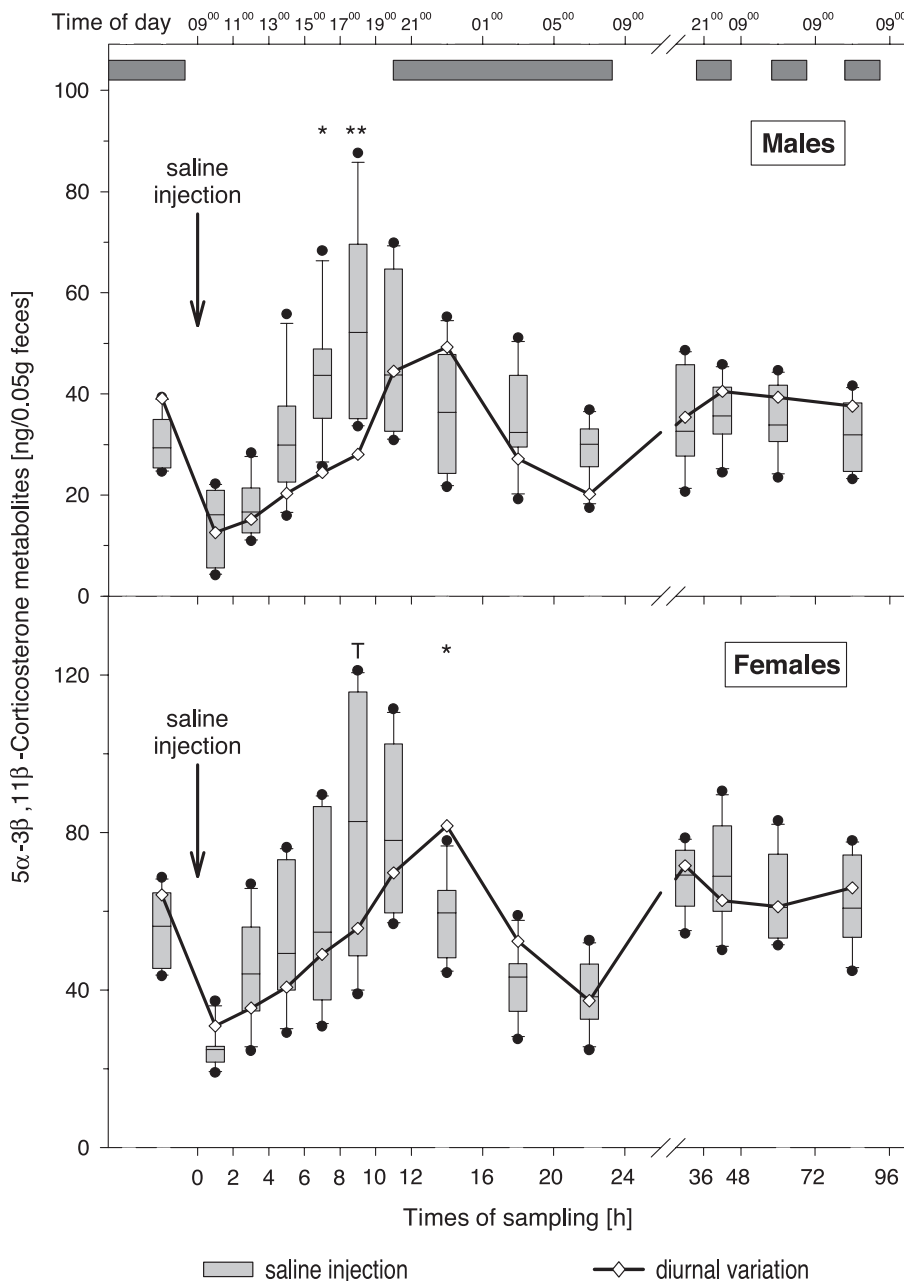 Time of day 09⁰⁰ 11⁰⁰ 13⁰⁰ 15⁰⁰ 17⁰⁰ 19⁰⁰ 21⁰⁰ 01⁰⁰ 05⁰⁰ 09⁰⁰ 21⁰⁰ 09⁰⁰ 09⁰⁰ 09⁰⁰
100
* **
Males
saline
injection
80
60
40
20
0
5α-3β,11β -Corticosterone metabolites [ng/0.05g feces]
T *
Females
120
saline
injection
80
40
0
0 2 4 6 8 10 12 16 20 24 36 48 72 96
Times of sampling [h]
saline injection diurnal variation